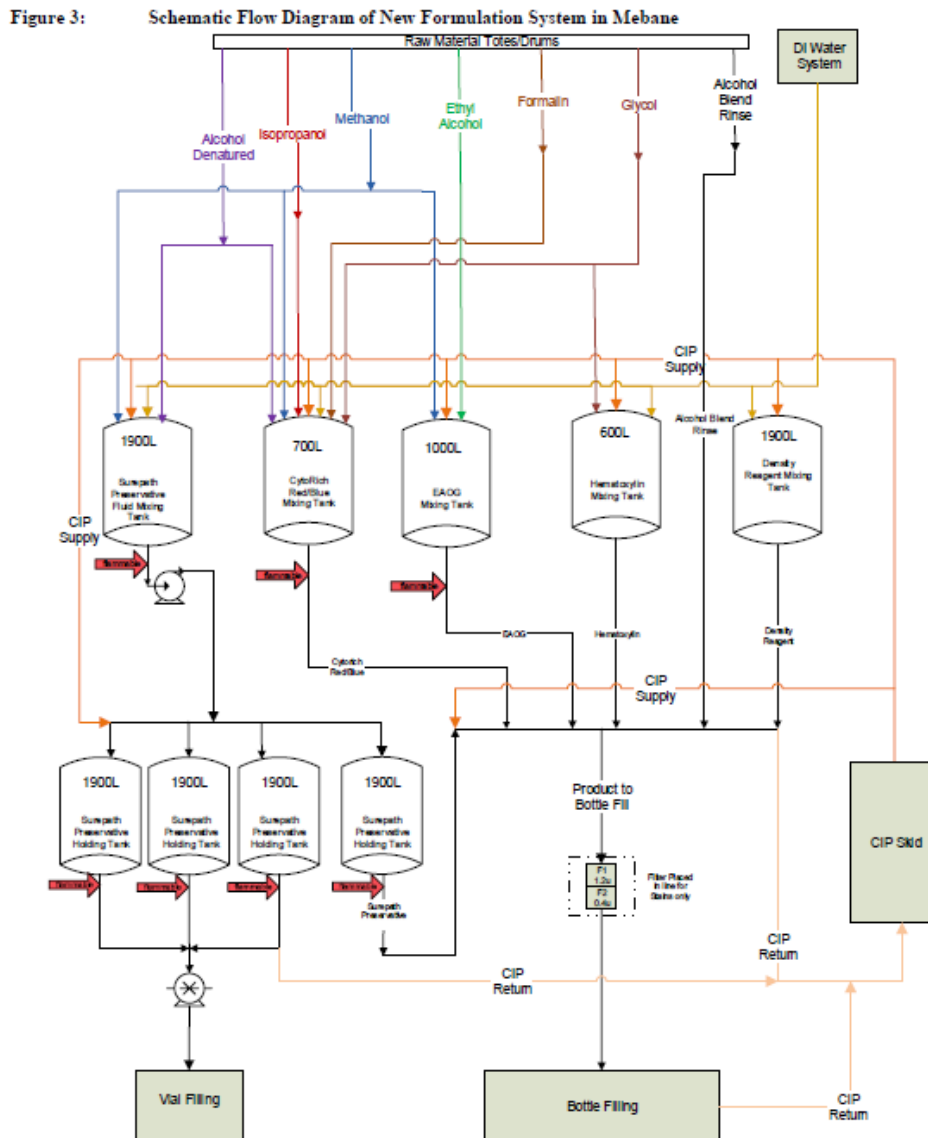 Figure 3: Schematic Flow Diagram of New Formulation System in Mebane
Raw Material Totes/Drums
DI Water
System
Alcohol
Denatured
Isopropanol
Methanol
Ethyl
Alcohol
Formalin
Glycol
Alcohol
Blend
Rinse
CIP
Supply
1900L
Surepath
Preservative
Fluid Mixing
Tank
700L
CytoRich
Red/Blue
Mixing Tank
1000L
EAOG
Mixing Tank
600L
Hematoxylin
Mixing Tank
Alcohol Blend
Rinse
1900L
Density
Reagent Mixing
Tank
CIP
Supply
flammable
flammable
flammable
Cytorich
Red/Blue
EAOG
Hematoxylin
Density
Reagent
CIP
Supply
1900L
Surepath
Preservative
Holding Tank
1900L
Surepath
Preservative
Holding Tank
1900L
Surepath
Preservative
Holding Tank
1900L
Surepath
Preservative
Holding Tank
flammable
flammable
flammable
flammable
Surepath
Preservative
Product to
Bottle Fill
F1
1.2u
F2
0.4u
Filter Placed
in line for
Stains only
CIP Skid
CIP
Return
CIP
Return
Vial Filling
Bottle Filling
CIP
Return